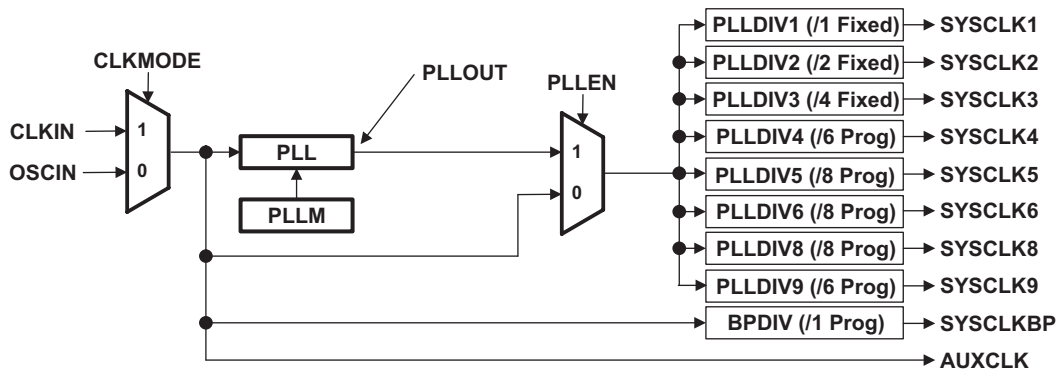 CLKMODE
CLKIN
OSCIN
1
0
PLL
PLLM
PLLOUT
PLLEN
1
0
PLLDIV1 (/1 Fixed)
SYSCLK1
PLLDIV2 (/2 Fixed)
SYSCLK2
PLLDIV3 (/4 Fixed)
SYSCLK3
PLLDIV4 (/6 Prog)
SYSCLK4
PLLDIV5 (/8 Prog)
SYSCLK5
PLLDIV6 (/8 Prog)
SYSCLK6
PLLDIV8 (/8 Prog)
SYSCLK8
PLLDIV9 (/6 Prog)
SYSCLK9
BPDIV (/1 Prog)
SYSCLKBP
AUXCLK